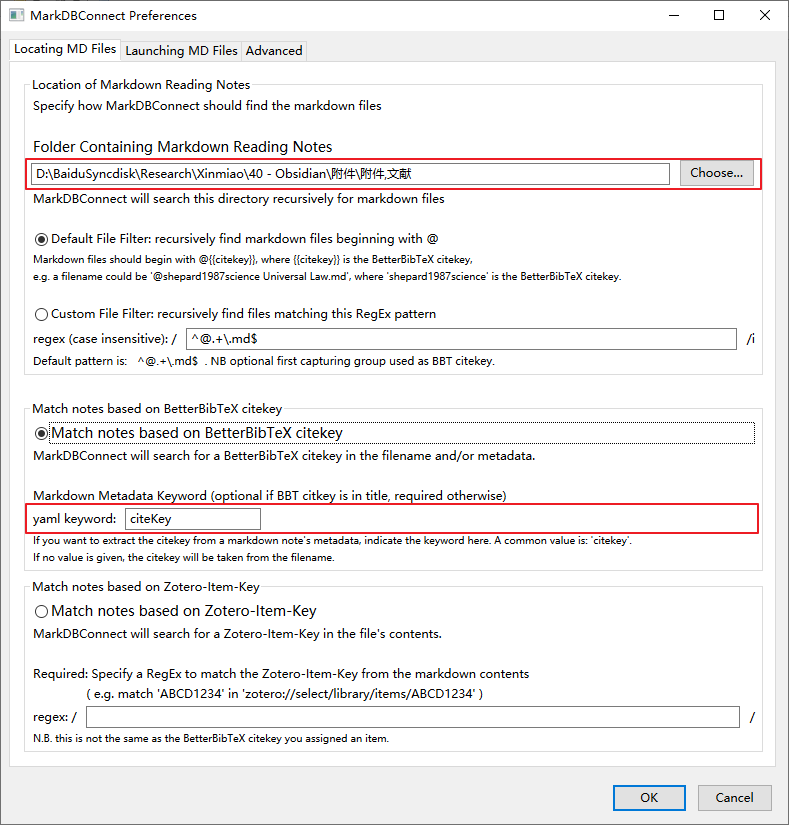 MarkDBConnect Preferences
Locating MD Files
Launching MD Files
Advanced
Location of Markdown Reading Notes
Specify how MarkDBConnect should find the markdown files
Folder Containing Markdown Reading Notes
D:\BaiduSyncdisk\Research\Xinmiao\40 - Obsidian\附件\附件,文献
Choose...
MarkDBConnect will search this directory recursively for markdown files
Default File Filter: recursively find markdown files beginning with @
Markdown files should begin with @{{citekey}}, where {{citekey}} is the BetterBibTeX citekey,
e.g. a filename could be '@shepard1987science Universal Law.md', where 'shepard1987science' is the BetterBibTeX citekey.
Custom File Filter: recursively find files matching this RegEx pattern
regex (case insensitive): / ^@.+\.md$ /i
Default pattern is: ^@.+\.md$ . NB optional first capturing group used as BBT citekey.
Match notes based on BetterBibTeX citekey
Match notes based on BetterBibTeX citekey
MarkDBConnect will search for a BetterBibTeX citekey in the filename and/or metadata.
Markdown Metadata Keyword (optional if BBT citkey is in title, required otherwise)
yaml keyword: citeKey
If you want to extract the citekey from a markdown note's metadata, indicate the keyword here. A common value is: 'citekey'.
If no value is given, the citekey will be taken from the filename.
Match notes based on Zotero-Item-Key
Match notes based on Zotero-Item-Key
MarkDBConnect will search for a Zotero-Item-Key in the file's contents.
Required: Specify a RegEx to match the Zotero-Item-Key from the markdown contents
( e.g. match 'ABCD1234' in 'zotero://select/library/items/ABCD1234' )
regex: / /
N.B. this is not the same as the BetterBibTeX citekey you assigned an item.
OK
Cancel